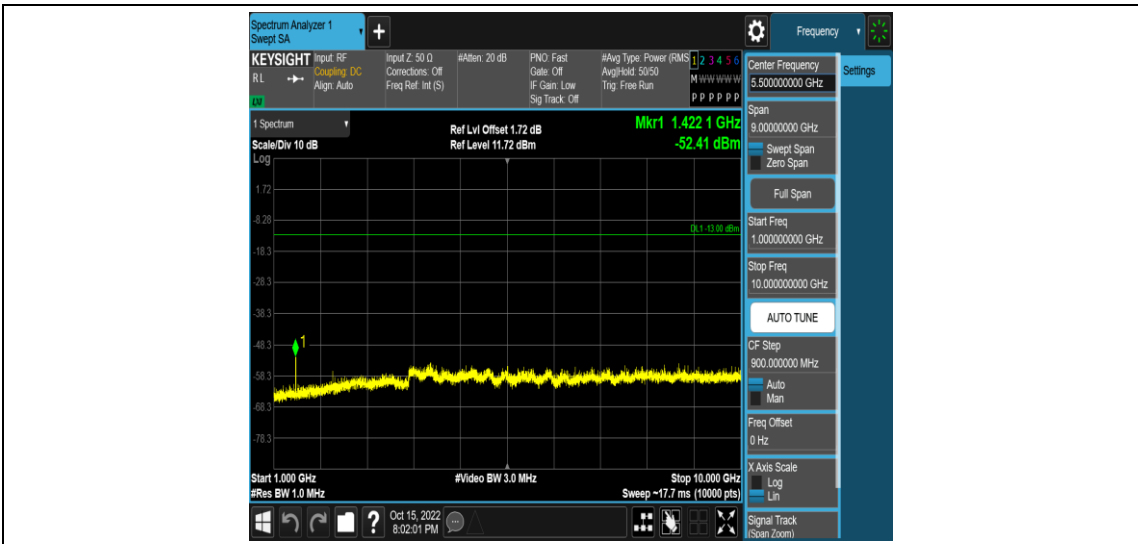 Spectrum Analyzer 1
Swept SA
+
Frequency
KEYSIGHT
RL
LXI
Input: RF
Coupling: DC
Align: Auto
Input Z: 50 Ω
Corrections: Off
Freq Ref: Int (S)
#Atten: 20 dB
PNO: Fast
Gate: Off
IF Gain: Low
Sig Track: Off
#Avg Type: Power (RMS
Avg|Hold: 50/50
Trig: Free Run
1 2 3 4 5 6
M W W W W W
P P P P P P
Center Frequency
5.500000000 GHz
Settings
1 Spectrum
Scale/Div 10 dB
Log
Ref Lvl Offset 1.72 dB
Ref Level 11.72 dBm
Mkr1 1.422 1 GHz
-52.41 dBm
Span
9.00000000 GHz
Swept Span
Zero Span
Full Span
Start Freq
1.000000000 GHz
Stop Freq
10.000000000 GHz
AUTO TUNE
CF Step
900.000000 MHz
Auto
Man
Freq Offset
0 Hz
X Axis Scale
Log
Lin
Signal Track
(Span Zoom)
1.72
-8.28
DL1 -13.00 dBm
-18.3
-28.3
-38.3
-48.3
1
-58.3
-68.3
-78.3
Start 1.000 GHz
#Video BW 3.0 MHz
Stop 10.000 GHz
#Res BW 1.0 MHz
Sweep ~17.7 ms (10000 pts)
?
Oct 15, 2022
8:02:01 PM